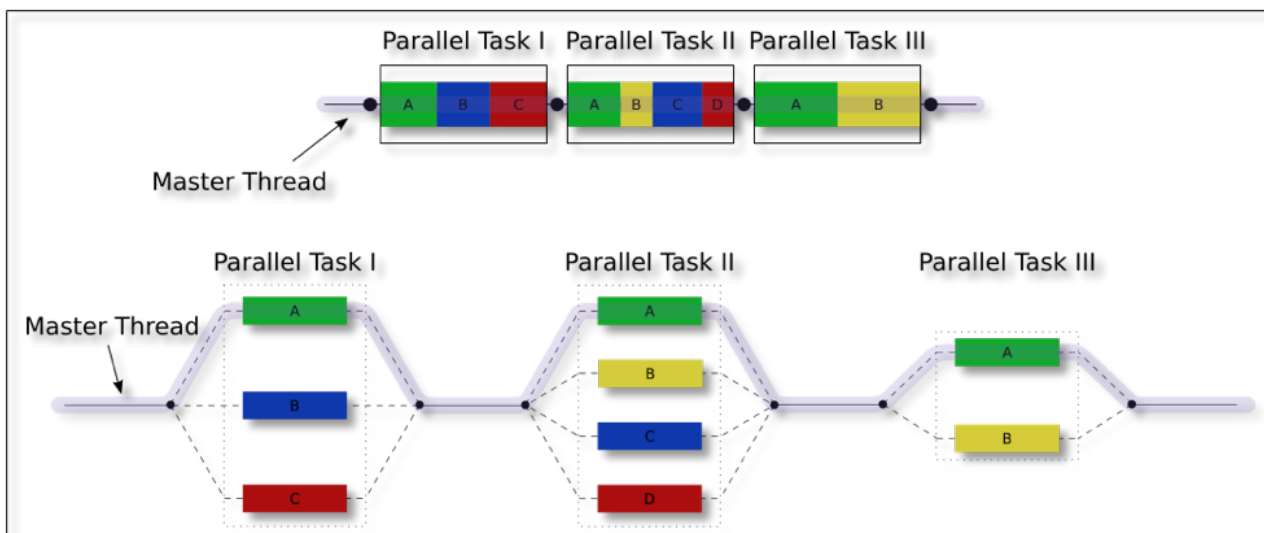 Parallel Task I Parallel Task II Parallel Task III
A B C A B C D A B
Master Thread
Parallel Task I Parallel Task II Parallel Task III
A A
Master Thread
A
B
B
C
B
C D